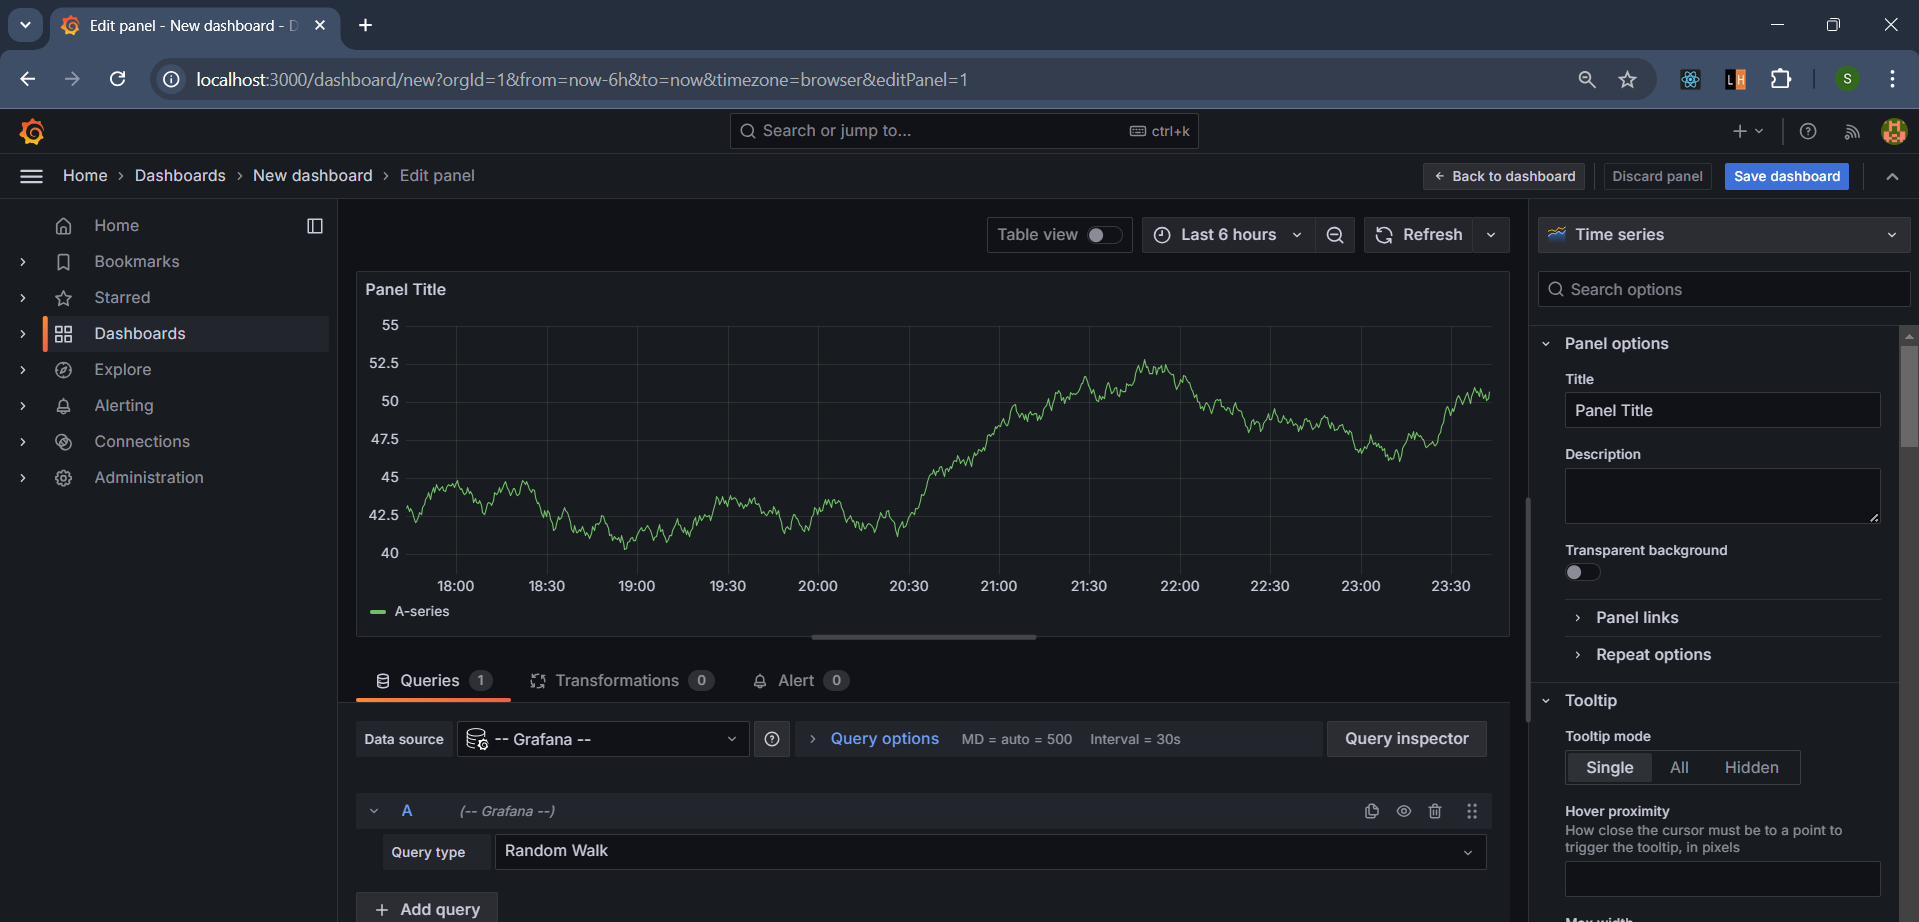 Edit panel - New dashboard - D
localhost:3000/dashboard/new?orgId=1&from=now-6h&to=now&timezone=browser&editPanel=1
LH
S
Search or jump to...
ctrl+k
Home
Dashboards
New dashboard
Edit panel
Back to dashboard
Discard panel
Save dashboard
Home
Bookmarks
Starred
Dashboards
Explore
Alerting
Connections
Administration
Table view
Last 6 hours
Refresh
Panel Title
55
52.5
50
47.5
45
42.5
40
18:00 18:30 19:00 19:30 20:00 20:30 21:00 21:30 22:00 22:30 23:00 23:30
A-series
Queries 1
Transformations 0
Alert 0
Data source
-- Grafana --
Query options
MD = auto = 500
Interval = 30s
Query inspector
A
(-- Grafana --)
Query type
Random Walk
+ Add query
Time series
Search options
Panel options
Title
Panel Title
Description
Transparent background
Panel links
Repeat options
Tooltip
Tooltip mode
Single All Hidden
Hover proximity
How close the cursor must be to a point to
trigger the tooltip, in pixels